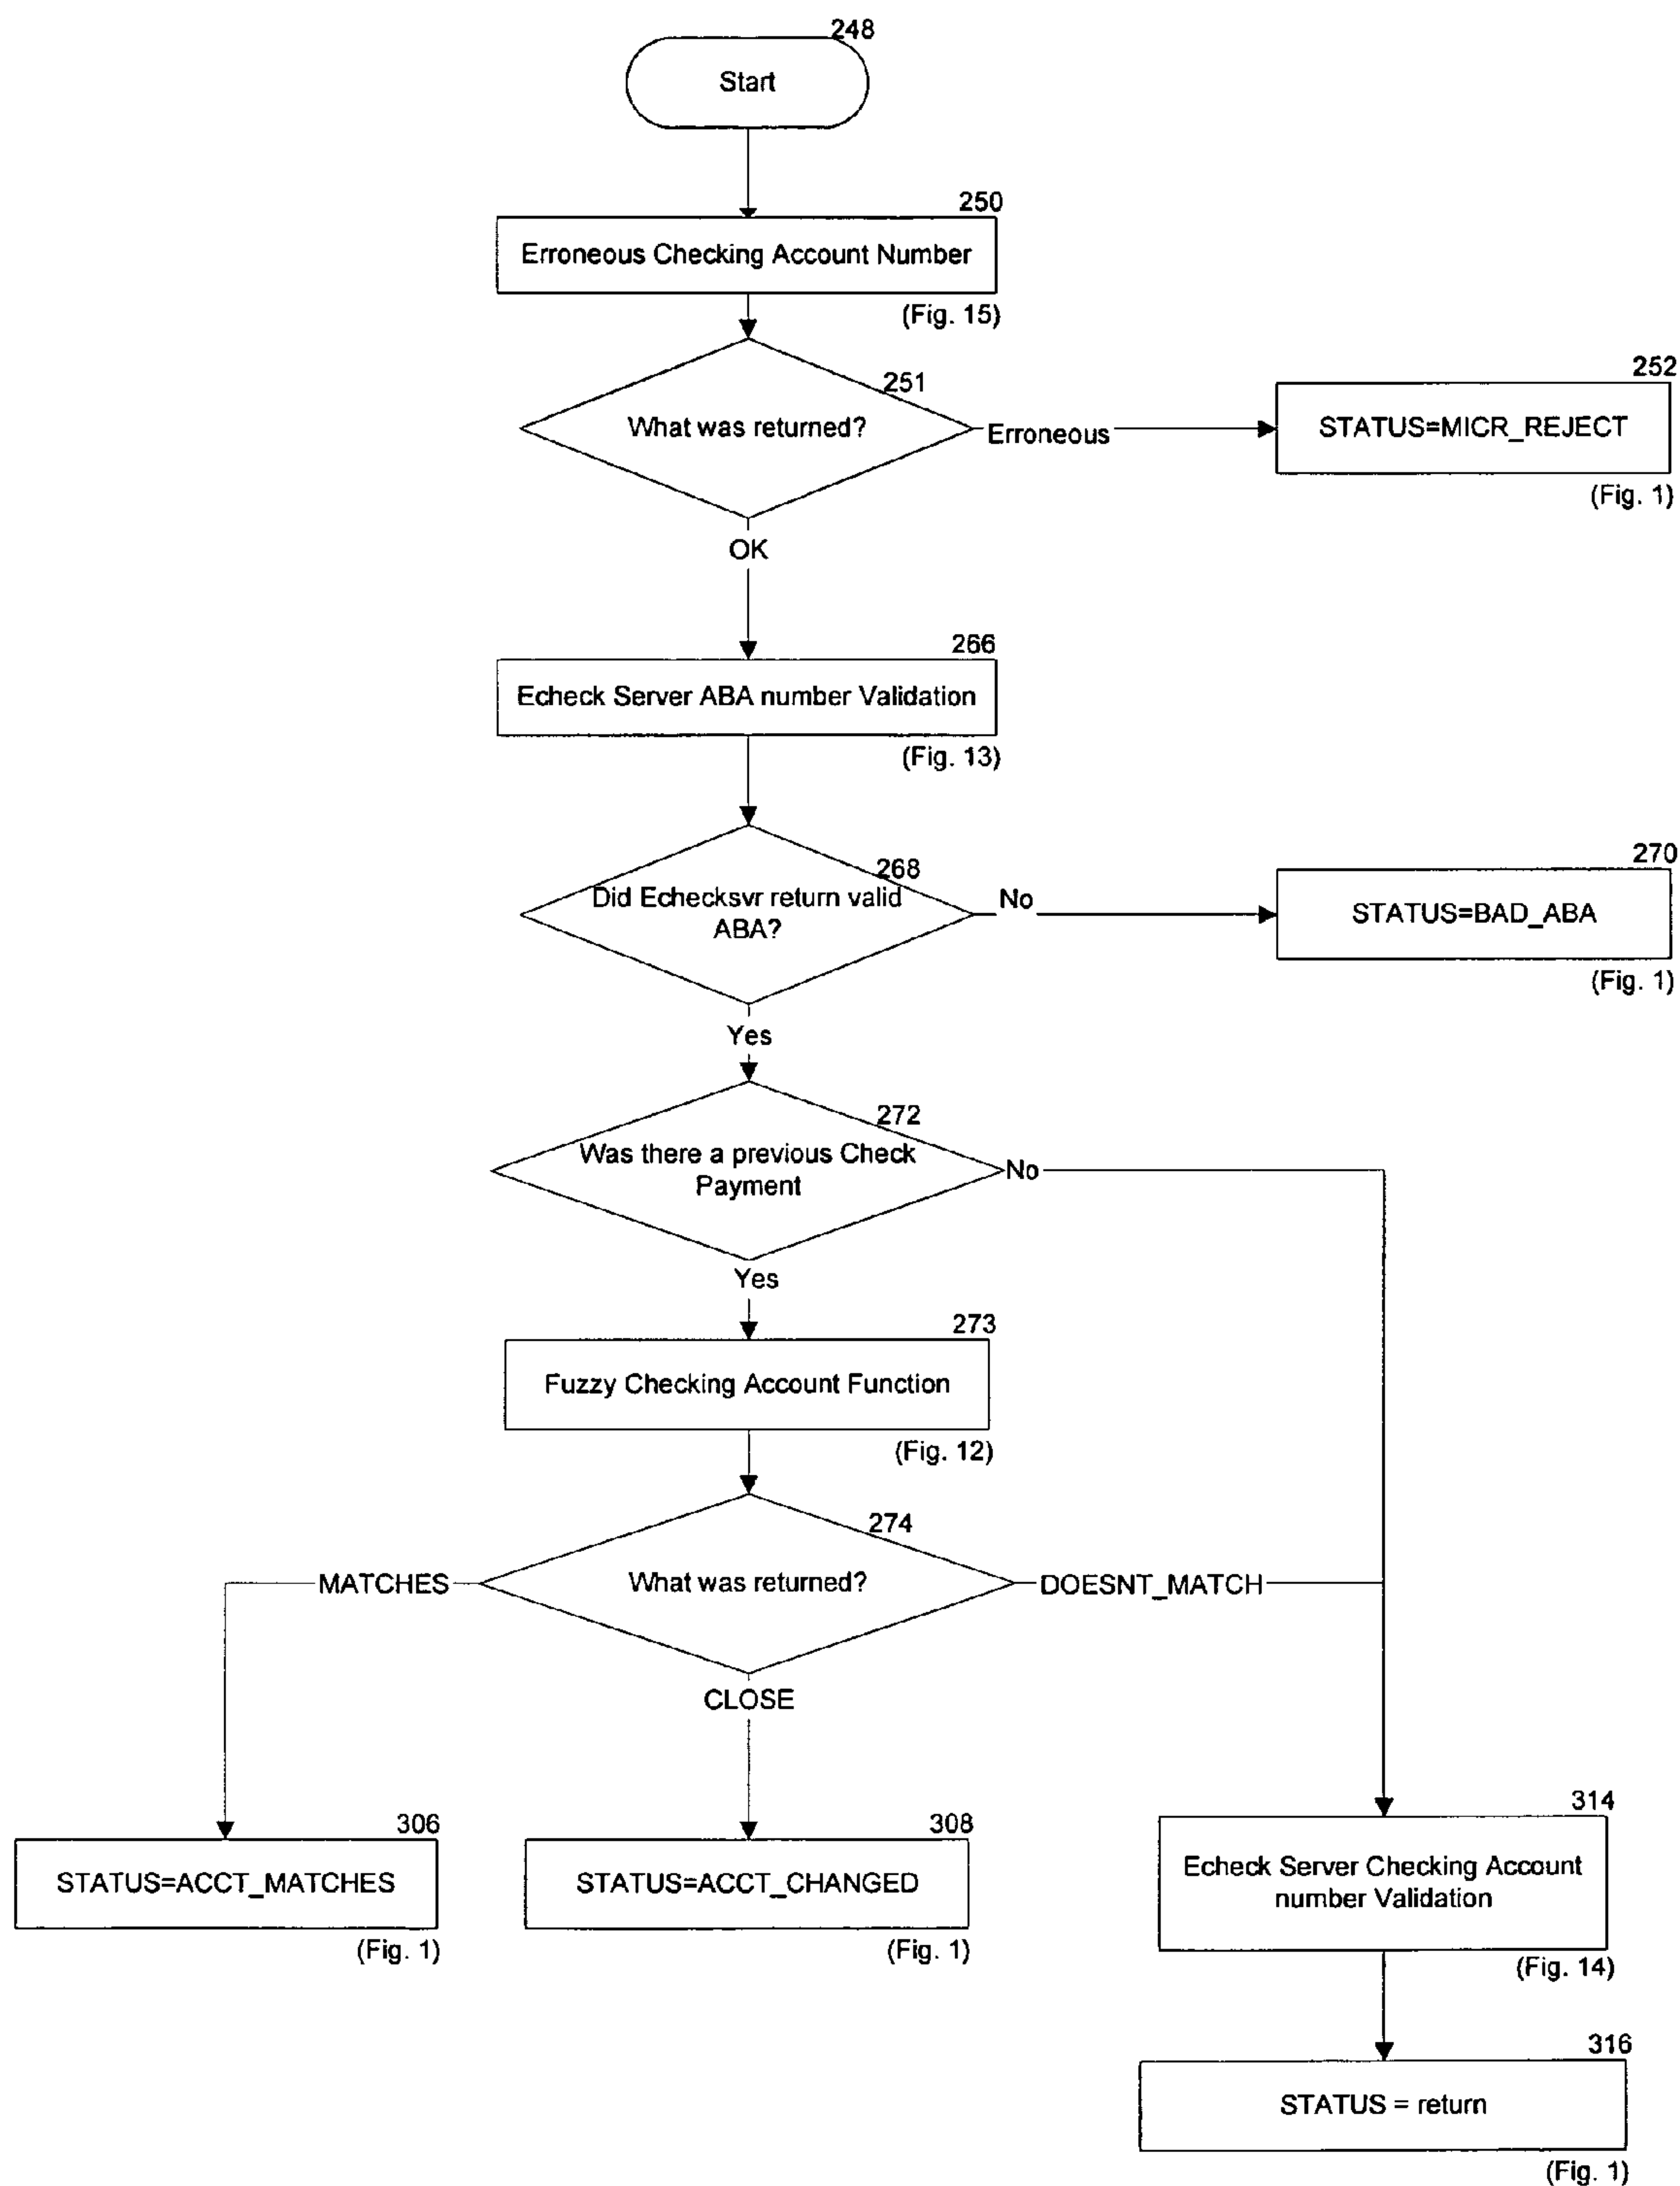 248
Start
250
Erroneous Checking Account Number
(Fig. 15)
251
What was returned?
Erroneous
252
STATUS=MICR_REJECT
(Fig. 1)
OK
266
Echeck Server ABA number Validation
(Fig. 13)
268
Did Echecksvr return valid
ABA?
No
270
STATUS=BAD_ABA
(Fig. 1)
Yes
272
Was there a previous Check
Payment
No
Yes
273
Fuzzy Checking Account Function
(Fig. 12)
274
What was returned?
MATCHES
DOESNT_MATCH
CLOSE
306
STATUS=ACCT_MATCHES
(Fig. 1)
308
STATUS=ACCT_CHANGED
(Fig. 1)
314
Echeck Server Checking Account
number Validation
(Fig. 14)
316
STATUS = return
(Fig. 1)